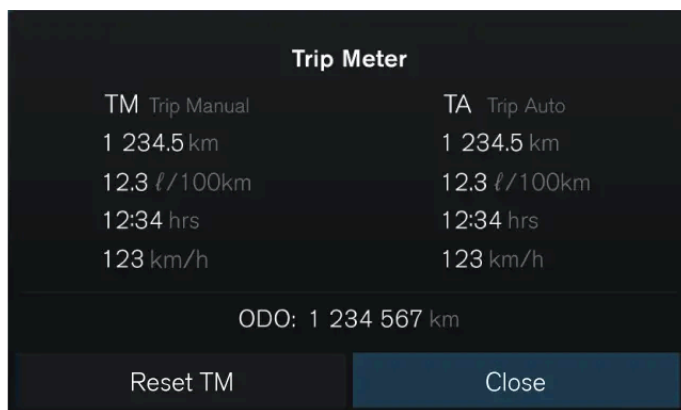 Trip Meter
TM Trip Manual TA Trip Auto
1 234.5 km 1 234.5 km
12.3 ℓ/100km 12.3 ℓ/100km
12:34 hrs 12:34 hrs
123 km/h 123 km/h
ODO: 1 234 567 km
Reset TM Close